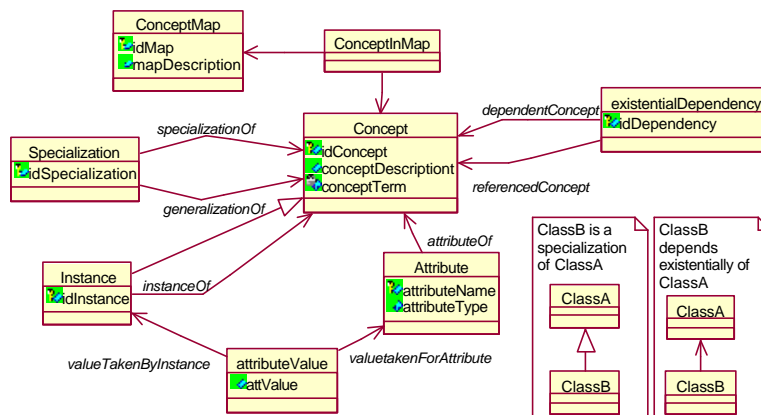 ConceptMap
idMap
mapDescription
ConceptInMap
existentialDependency
idDependency
dependentConcept
referencedConcept
Concept
idConcept
conceptDescriptiont
conceptTerm
specializationOf
Specialization
idSpecialization
generalizationOf
Instance
idInstance
instanceOf
attributeOf
Attribute
attributeName
attributeType
valueTakenByInstance
attributeValue
attValue
valuetakenForAttribute
ClassB is a
specialization
of ClassA
ClassA
ClassB
ClassB
depends
existentially of
ClassA
ClassA
ClassB